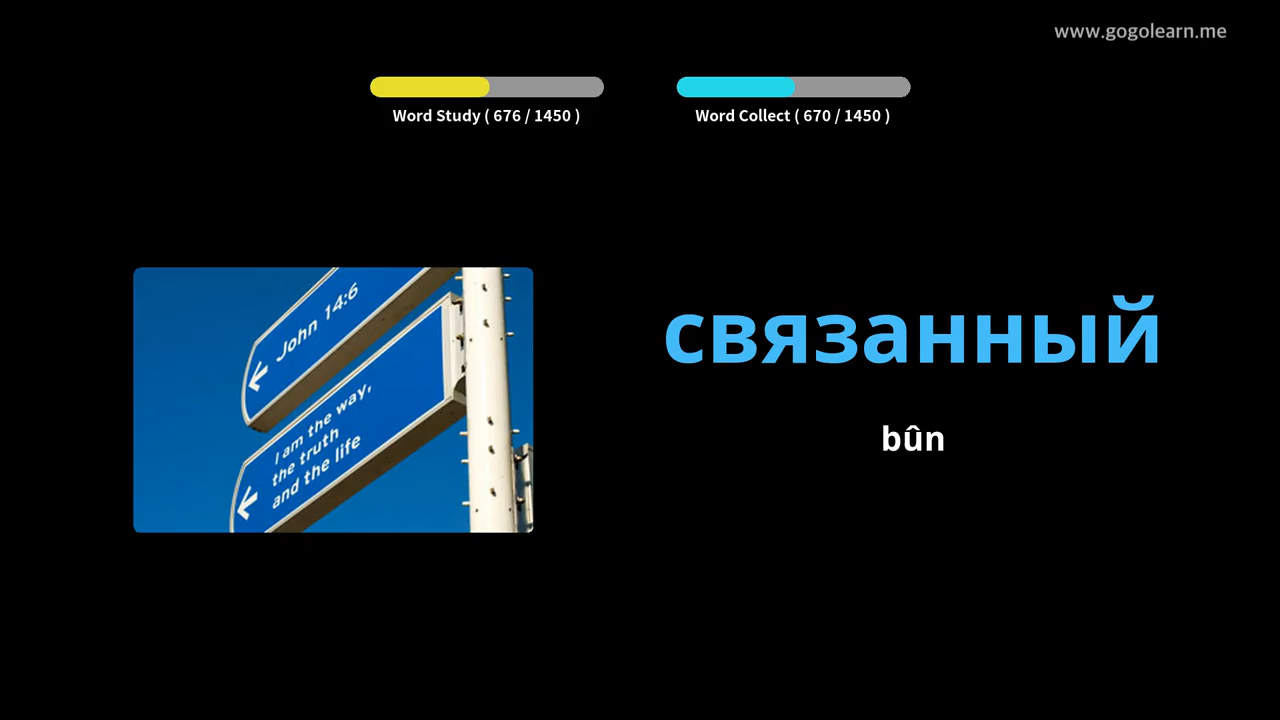 www.gogolearn.me
Word Study ( 676 / 1450 )
Word Collect ( 670 / 1450 )
John 14:6
I am the way,
the truth
and the life
связанный
bûn